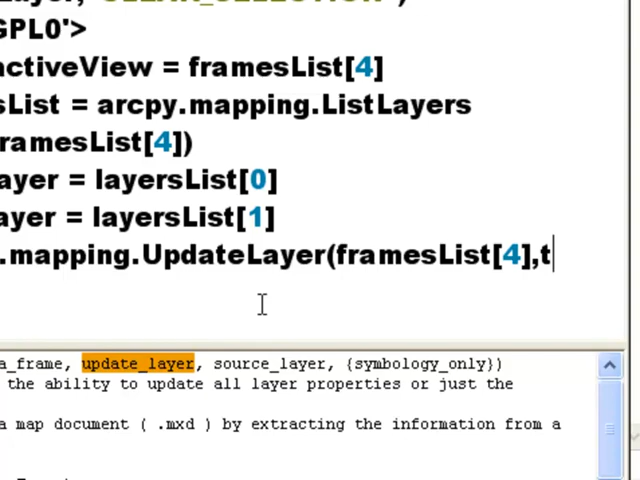 GPL0'>
activeView = framesList[4]
sList = arcpy.mapping.ListLayers
ramesList[4])
ayer = layersList[0]
ayer = layersList[1]
.mapping.UpdateLayer(framesList[4],t
a_frame, update_layer, source_layer, {symbology_only})
the ability to update all layer properties or just the
a map document ( .mxd ) by extracting the information from a